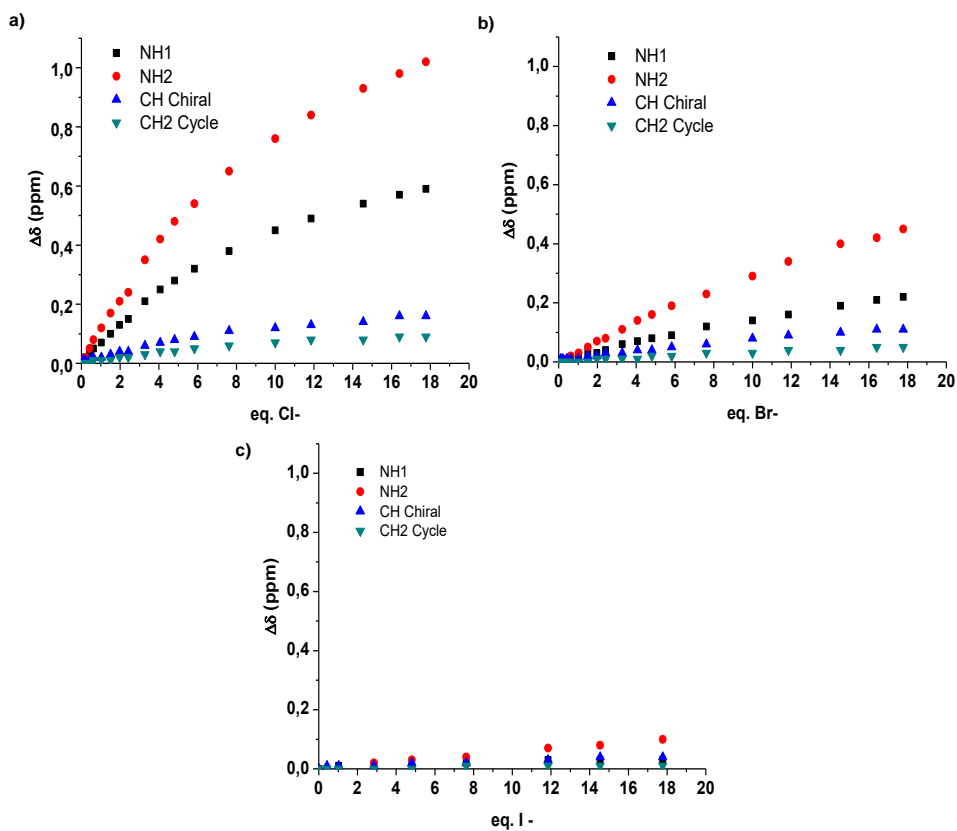 a)
NH1
NH2
CH Chiral
CH2 Cycle
1,0
0,8
0,6
0,4
0,2
0,0
Δδ (ppm)
0 2 4 6 8 10 12 14 16 18 20
eq. Cl-
b)
NH1
NH2
CH Chiral
CH2 Cycle
1,0
0,8
0,6
0,4
0,2
0,0
Δδ (ppm)
0 2 4 6 8 10 12 14 16 18 20
eq. Br-
c)
NH1
NH2
CH Chiral
CH2 Cycle
1,0
0,8
0,6
0,4
0,2
0,0
Δδ (ppm)
0 2 4 6 8 10 12 14 16 18 20
eq. I -